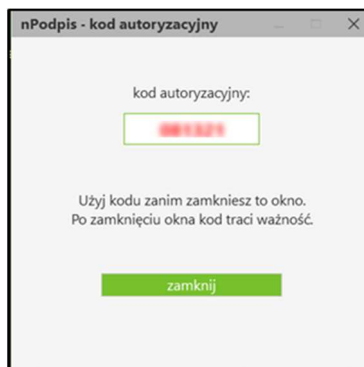 nPodpis - kod autoryzacyjny
kod autoryzacyjny:
Użyj kodu zanim zamkniesz to okno.
Po zamknięciu okna kod traci ważność.
zamknij